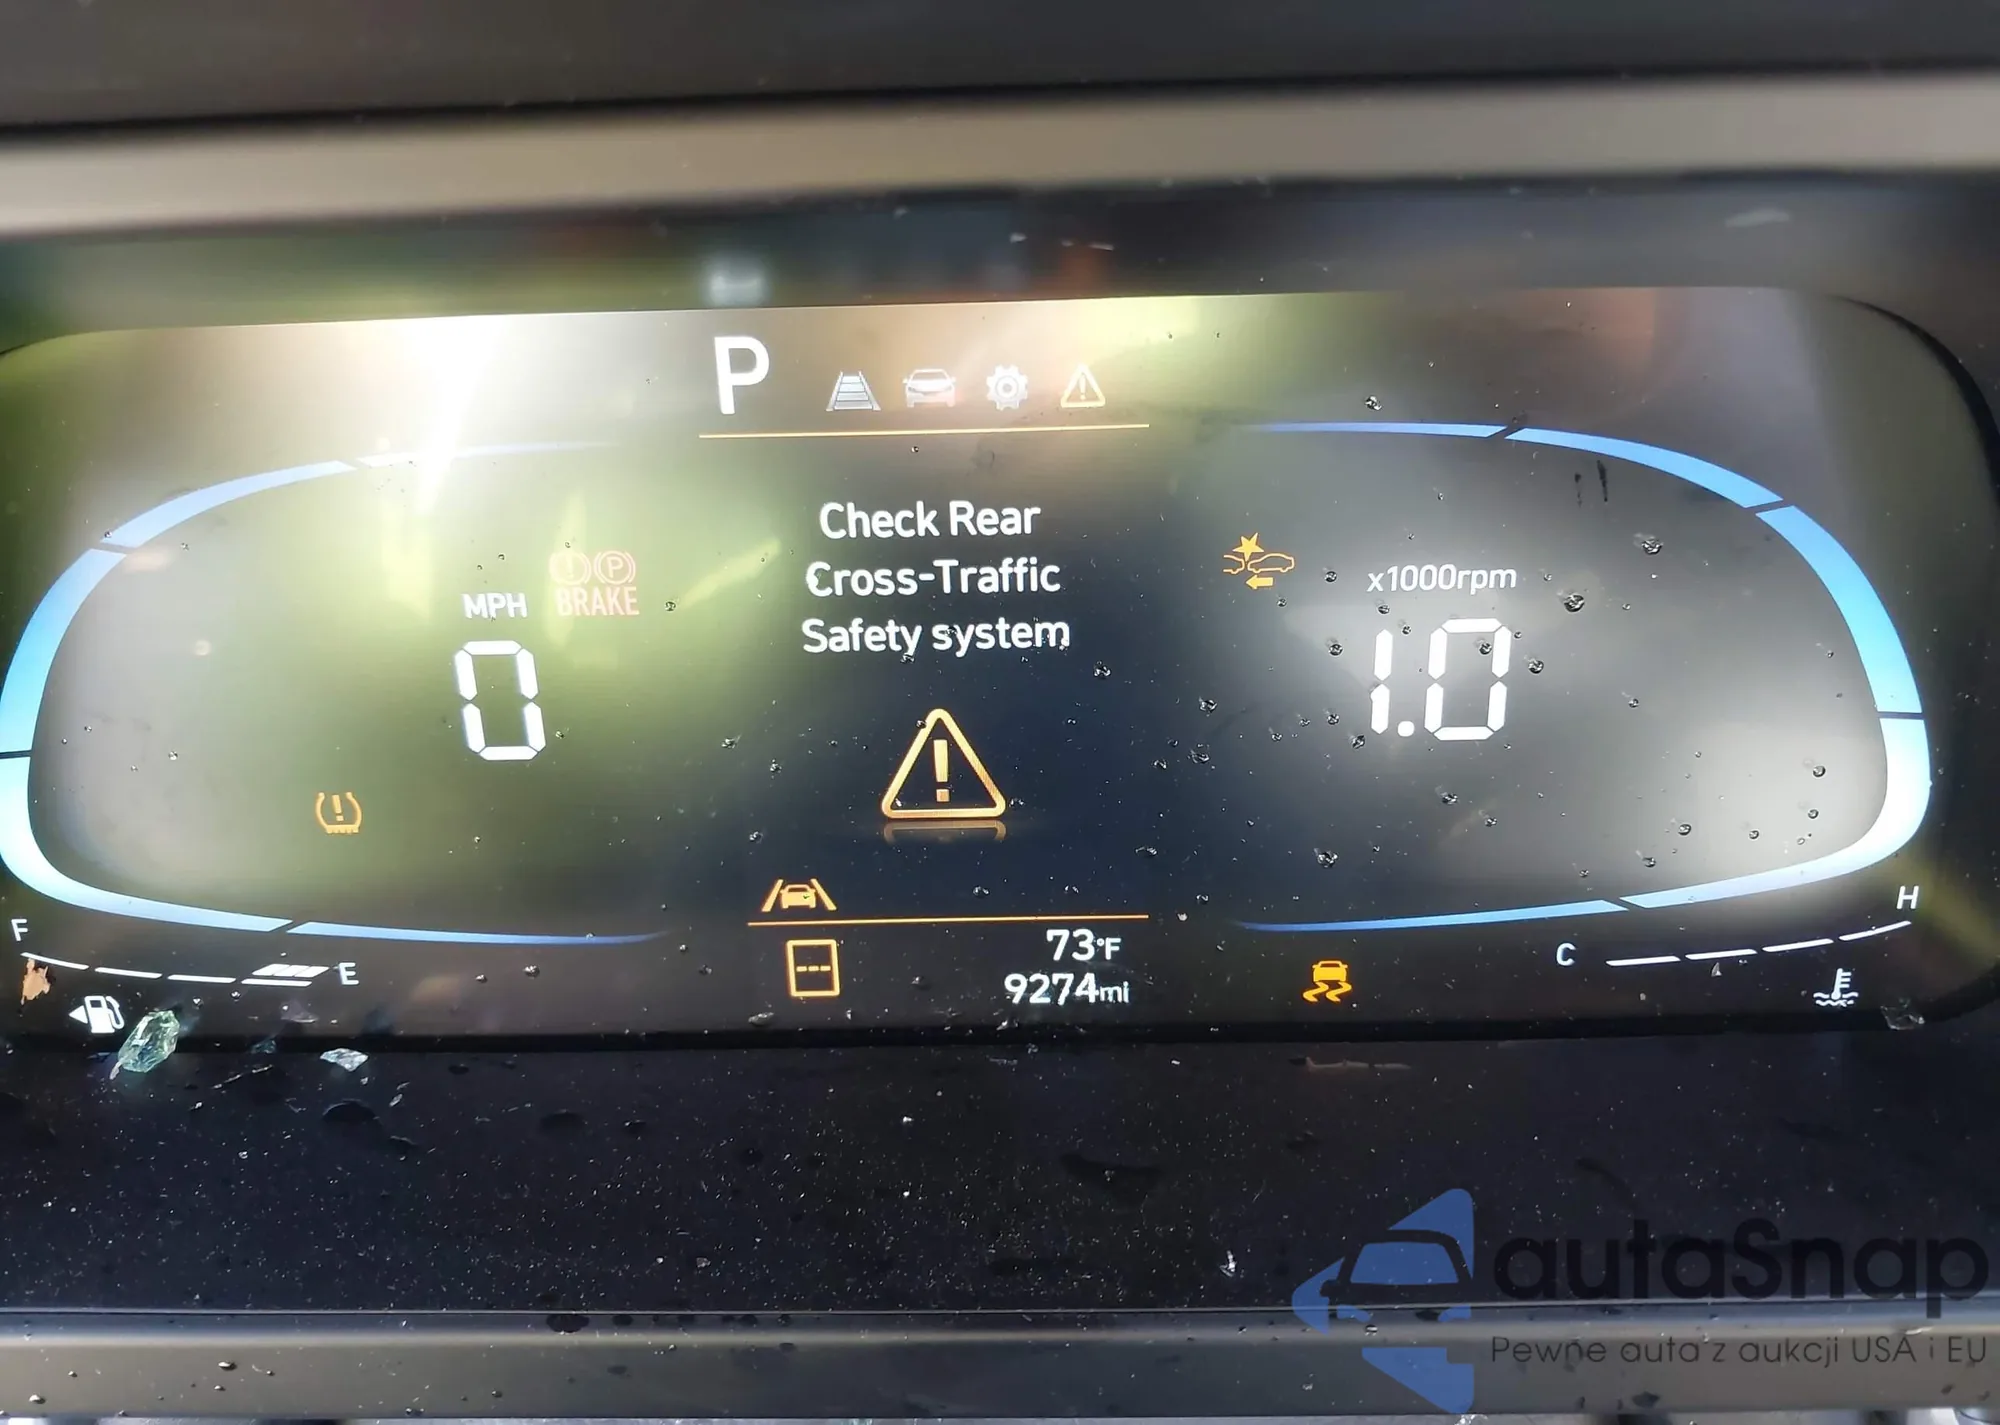 P
Check Rear
Cross-Traffic
Safety system
MPH
0
P
BRAKE
x1000rpm
1.0
F
E
73°F
9274mi
C
H
autaSnap
Pewne auta z aukcji USA i EU